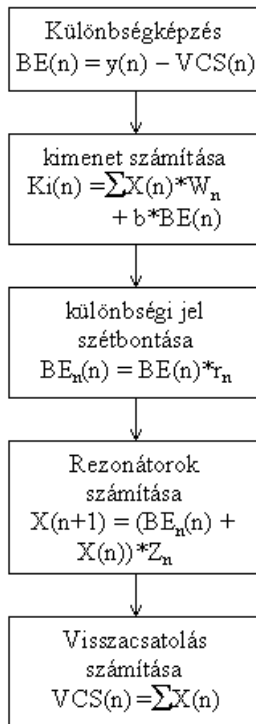 Különbségképzés
BE(n) = y(n) − VCS(n)
kimenet számítása
Ki(n) =∑X(n)*Wₙ
+ b*BE(n)
különbségi jel
szétbontása
BEₙ(n) = BE(n)*rₙ
Rezonátorok
számítása
X(n+1) = (BEₙ(n) +
X(n))*Zₙ
Visszacsatolás
számítása
VCS(n) =∑X(n)